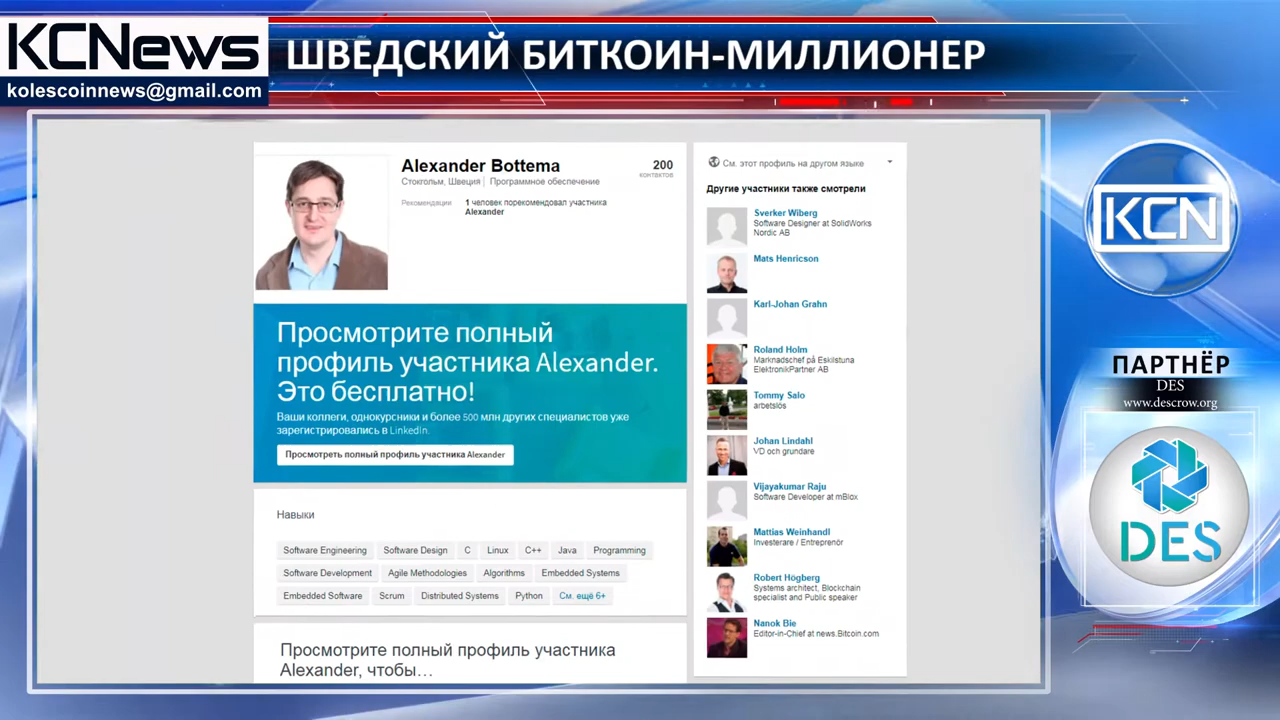 KCNews
kolescoinnews@gmail.com
ШВЕДСКИЙ БИТКОИН-МИЛЛИОНЕР
Alexander Bottema
Стокгольм, Швеция | Программное обеспечение
200
контактов
Рекомендации
1 человек порекомендовал участника
Alexander
Просмотрите полный
профиль участника Alexander.
Это бесплатно!
Ваши коллеги, однокурсники и более 500 млн других специалистов уже
зарегистрировались в LinkedIn.
Просмотреть полный профиль участника Alexander
Навыки
Software Engineering
Software Design
C
Linux
C++
Java
Programming
Software Development
Agile Methodologies
Algorithms
Embedded Systems
Embedded Software
Scrum
Distributed Systems
Python
См. ещё 6+
Просмотрите полный профиль участника
Alexander, чтобы…
См. этот профиль на другом языке
Другие участники также смотрели
Sverker Wiberg
Software Designer at SolidWorks
Nordic AB
Mats Henricson
Karl-Johan Grahn
Roland Holm
Marknadschef på Eskilstuna
ElektronikPartner AB
Tommy Salo
arbetslös
Johan Lindahl
VD och grundare
Vijayakumar Raju
Software Developer at mBlox
Mattias Weinhandl
Investerare / Entreprenör
Robert Högberg
Systems architect, Blockchain
specialist and Public speaker
Nanok Bie
Editor-in-Chief at news.Bitcoin.com
KCN
ПАРТНЁР
DES
www.descrow.org
DES